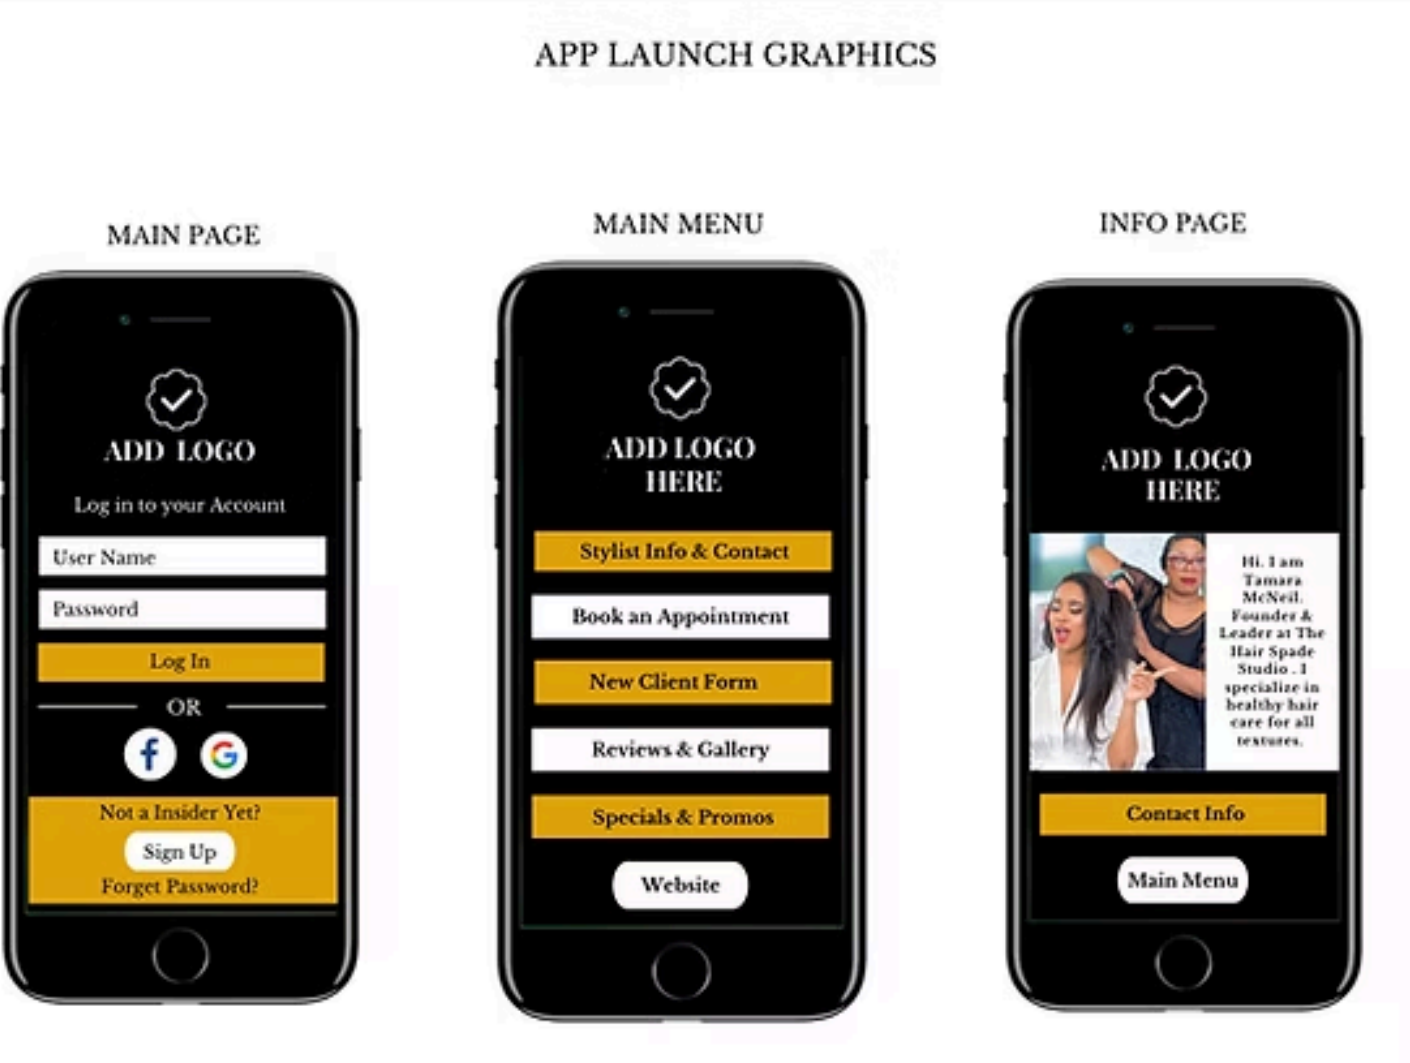 APP LAUNCH GRAPHICS
MAIN PAGE
ADD LOGO
Log in to your Account
User Name
Password
Log In
OR
f
G
Not a Insider Yet?
Sign Up
Forget Password?
MAIN MENU
ADD LOGO
HERE
Stylist Info & Contact
Book an Appointment
New Client Form
Reviews & Gallery
Specials & Promos
Website
INFO PAGE
ADD LOGO
HERE
Hi. I am
Tamara
McNeil.
Founder &
Leader at The
Hair Spade
Studio . I
specialize in
healthy hair
care for all
textures.
Contact Info
Main Menu